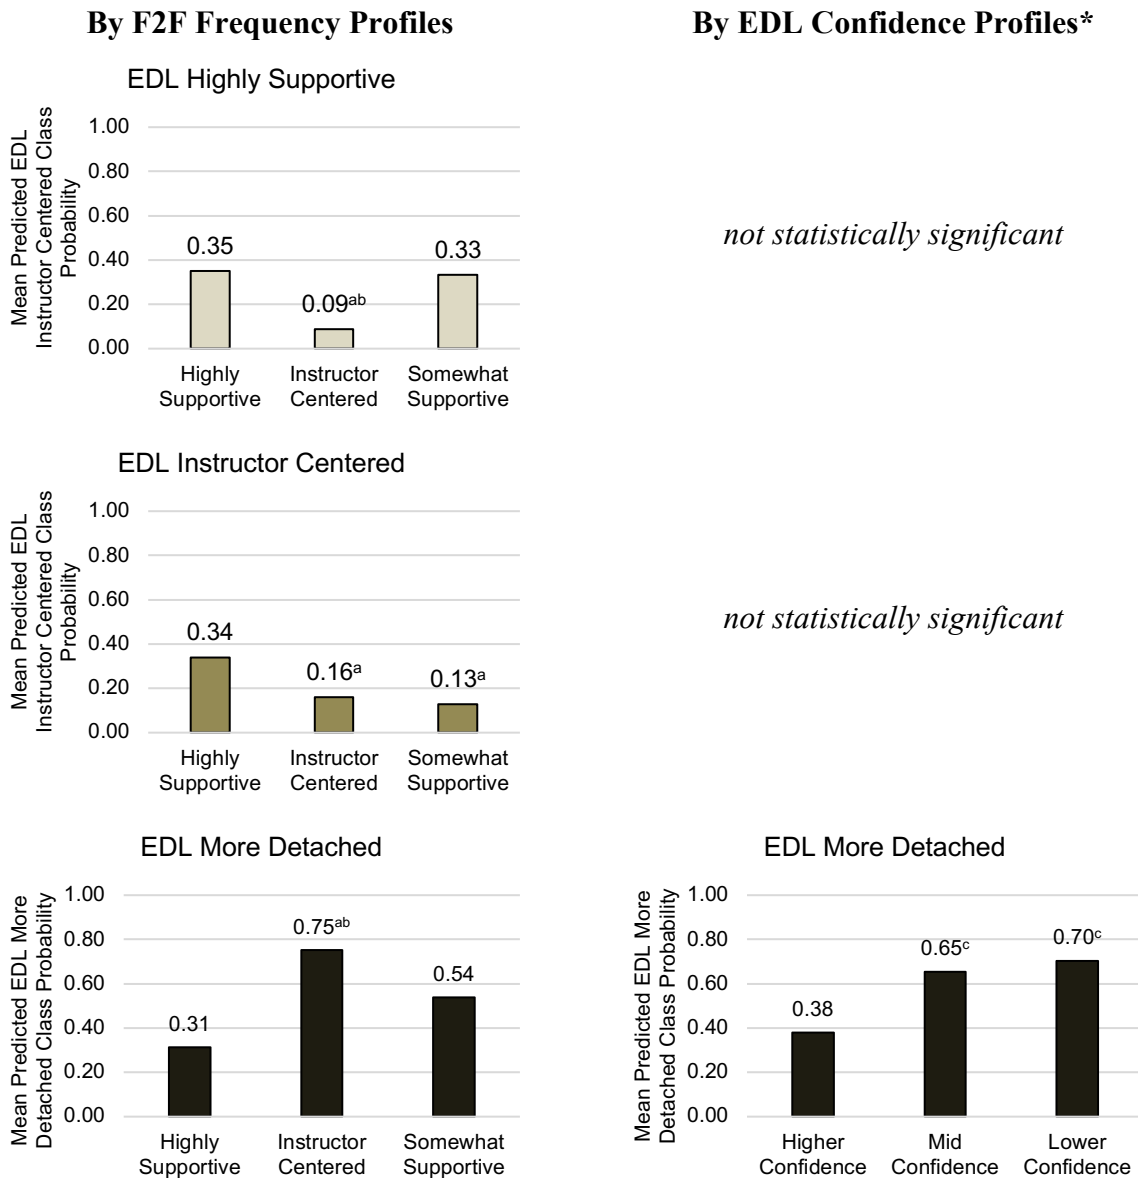 By F2F Frequency Profiles
By EDL Confidence Profiles*
EDL Highly Supportive
Mean Predicted EDL
Instructor Centered Class
Probability
1.00
0.80
0.60
0.40
0.20
0.00
0.35
0.09ᵃᵇ
0.33
Highly
Supportive
Instructor
Centered
Somewhat
Supportive
not statistically significant
EDL Instructor Centered
Mean Predicted EDL
Instructor Centered Class
Probability
1.00
0.80
0.60
0.40
0.20
0.00
0.34
0.16ᵃ
0.13ᵃ
Highly
Supportive
Instructor
Centered
Somewhat
Supportive
not statistically significant
EDL More Detached
Mean Predicted EDL More
Detached Class Probability
1.00
0.80
0.60
0.40
0.20
0.00
0.31
0.75ᵃᵇ
0.54
Highly
Supportive
Instructor
Centered
Somewhat
Supportive
EDL More Detached
Mean Predicted EDL More
Detached Class Probability
1.00
0.80
0.60
0.40
0.20
0.00
0.38
0.65ᶜ
0.70ᶜ
Higher
Confidence
Mid
Confidence
Lower
Confidence